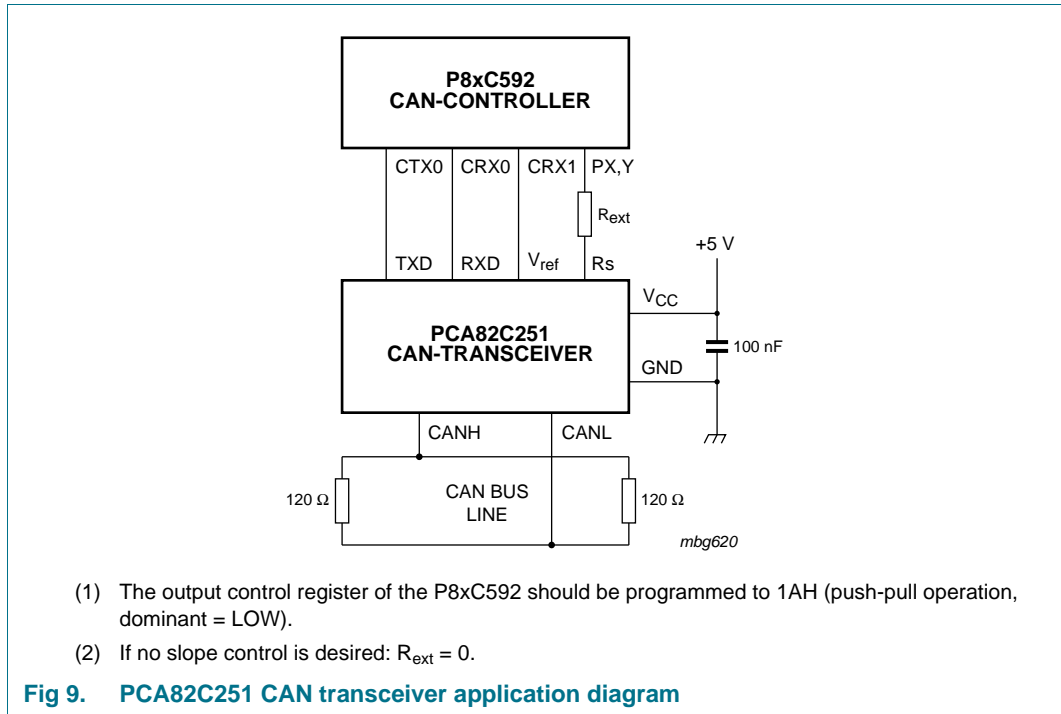 P8xC592
CAN-CONTROLLER
CTX0 CRX0 CRX1 PX,Y
Rext
+5 V
TXD RXD Vref Rs
VCC
PCA82C251
CAN-TRANSCEIVER
100 nF
GND
CANH CANL
120 Ω CAN BUS 120 Ω
LINE
mbg620
(1) The output control register of the P8xC592 should be programmed to 1AH (push-pull operation,
dominant = LOW).
(2) If no slope control is desired: Rext = 0.
Fig 9. PCA82C251 CAN transceiver application diagram